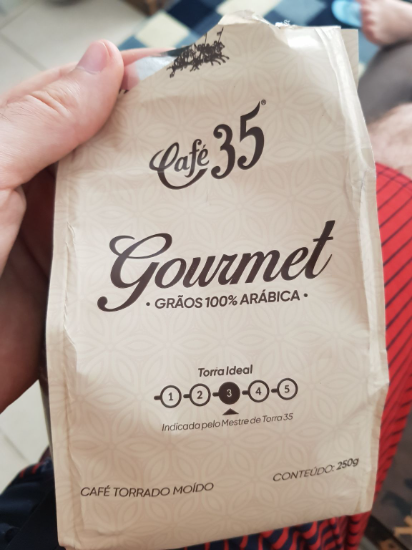 Café 35®
Gourmet
• GRÃOS 100% ARÁBICA •
Torra Ideal
1 2 3 4 5
Indicado pelo Mestre de Torra 35
CAFÉ TORRADO MOÍDO
CONTEÚDO: 250g